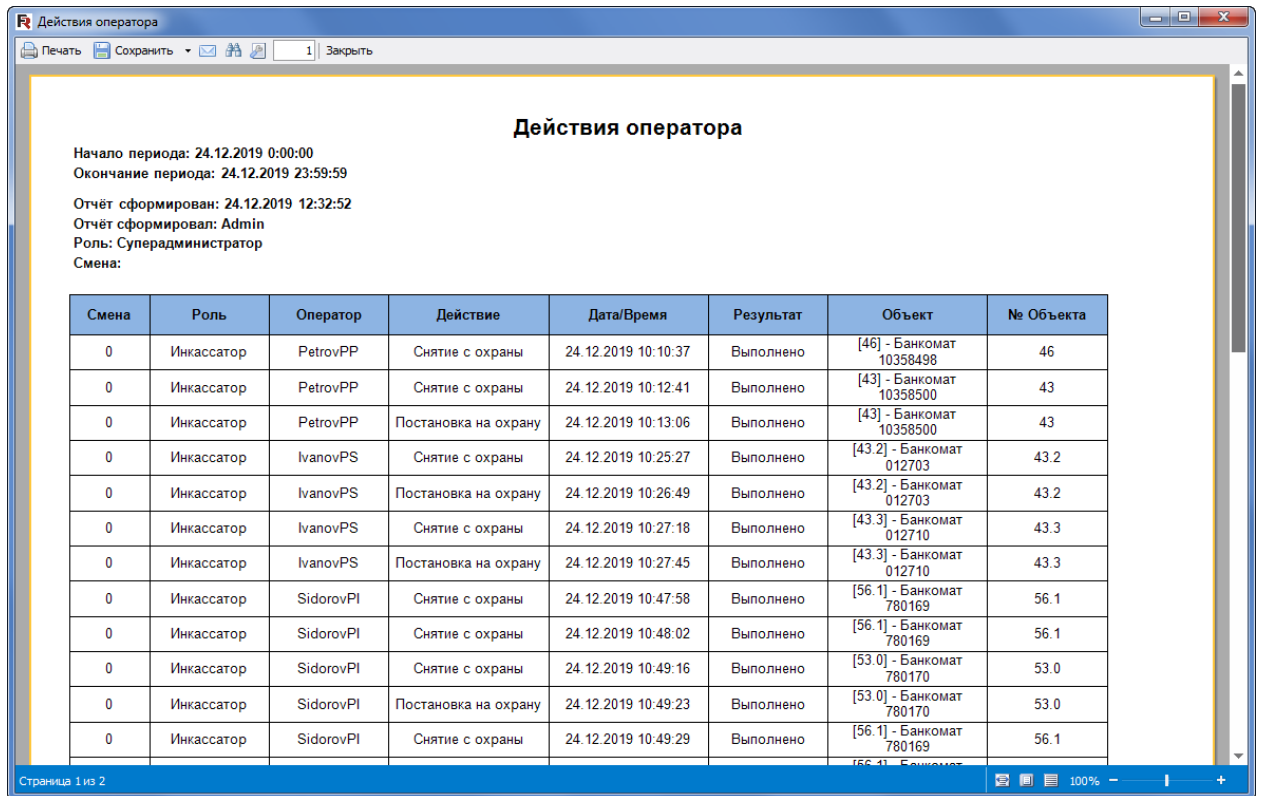 Действия оператора
Печать Сохранить 1 Закрыть
Действия оператора
Начало периода: 24.12.2019 0:00:00
Окончание периода: 24.12.2019 23:59:59
Отчёт сформирован: 24.12.2019 12:32:52
Отчёт сформировал: Admin
Роль: Суперадминистратор
Смена:
Смена Роль Оператор Действие Дата/Время Результат Объект № Объекта
0 Инкассатор PetrovPP Снятие с охраны 24.12.2019 10:10:37 Выполнено [46] - Банкомат 10358498 46
0 Инкассатор PetrovPP Снятие с охраны 24.12.2019 10:12:41 Выполнено [43] - Банкомат 10358500 43
0 Инкассатор PetrovPP Постановка на охрану 24.12.2019 10:13:06 Выполнено [43] - Банкомат 10358500 43
0 Инкассатор IvanovPS Снятие с охраны 24.12.2019 10:25:27 Выполнено [43.2] - Банкомат 012703 43.2
0 Инкассатор IvanovPS Постановка на охрану 24.12.2019 10:26:49 Выполнено [43.2] - Банкомат 012703 43.2
0 Инкассатор IvanovPS Снятие с охраны 24.12.2019 10:27:18 Выполнено [43.3] - Банкомат 012710 43.3
0 Инкассатор IvanovPS Постановка на охрану 24.12.2019 10:27:45 Выполнено [43.3] - Банкомат 012710 43.3
0 Инкассатор SidorovPI Снятие с охраны 24.12.2019 10:47:58 Выполнено [56.1] - Банкомат 780169 56.1
0 Инкассатор SidorovPI Снятие с охраны 24.12.2019 10:48:02 Выполнено [56.1] - Банкомат 780169 56.1
0 Инкассатор SidorovPI Снятие с охраны 24.12.2019 10:49:16 Выполнено [53.0] - Банкомат 780170 53.0
0 Инкассатор SidorovPI Постановка на охрану 24.12.2019 10:49:23 Выполнено [53.0] - Банкомат 780170 53.0
0 Инкассатор SidorovPI Снятие с охраны 24.12.2019 10:49:29 Выполнено [56.1] - Банкомат 780169 56.1
Страница 1 из 2 100%